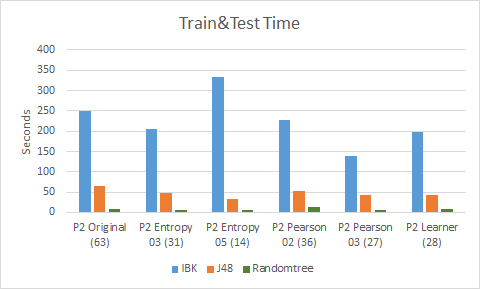 Train&Test Time
400
350
300
250
200
150
100
50
0
Seconds
P2 Original
(63)
P2 Entropy
03 (31)
P2 Entropy
05 (14)
P2 Pearson
02 (36)
P2 Pearson
03 (27)
P2 Learner
(28)
IBK
J48
Randomtree